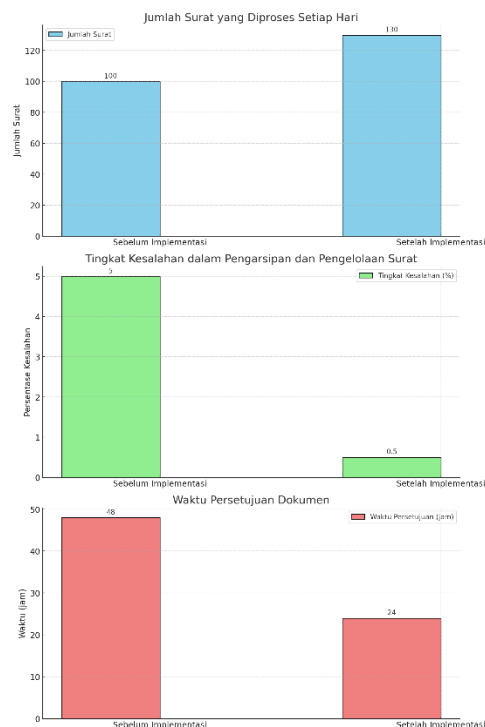 Jumlah Surat yang Diproses Setiap Hari
Jumlah Surat
130
100
120
100
80
60
40
20
0
Jumlah Surat
Sebelum Implementasi
Setelah Implementasi
Tingkat Kesalahan dalam Pengarsipan dan Pengelolaan Surat
5
Tingkat Kesalahan (%)
5
4
3
2
1
0
Persentase Kesalahan
0.5
Sebelum Implementasi
Setelah Implementasi
Waktu Persetujuan Dokumen
48
Waktu Persetujuan (jam)
50
40
30
20
10
0
Waktu (jam)
24
Sebelum Implementasi
Setelah Implementasi